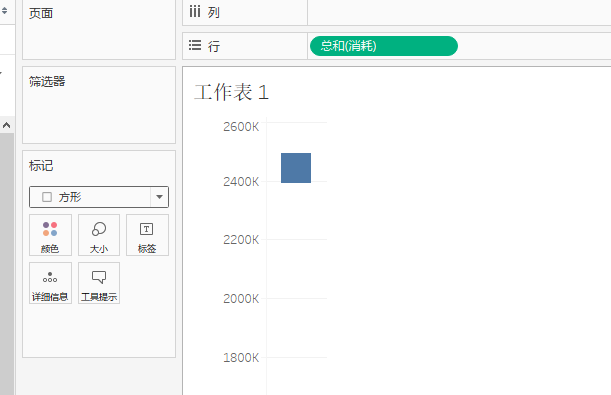 页面
列
行
总和(消耗)
筛选器
工作表 1
2600K
标记
2400K
方形
颜色
大小
标签
2200K
详细信息
工具提示
2000K
1800K